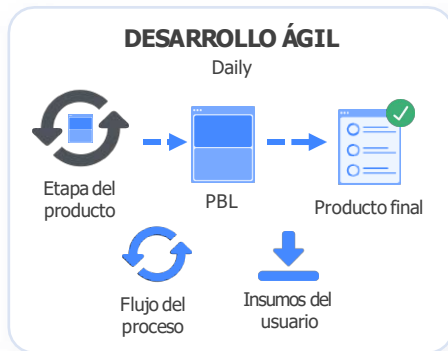 DESARROLLO ÁGIL
Daily
Etapa del
producto
PBL
Producto final
Flujo del
proceso
Insumos del
usuario